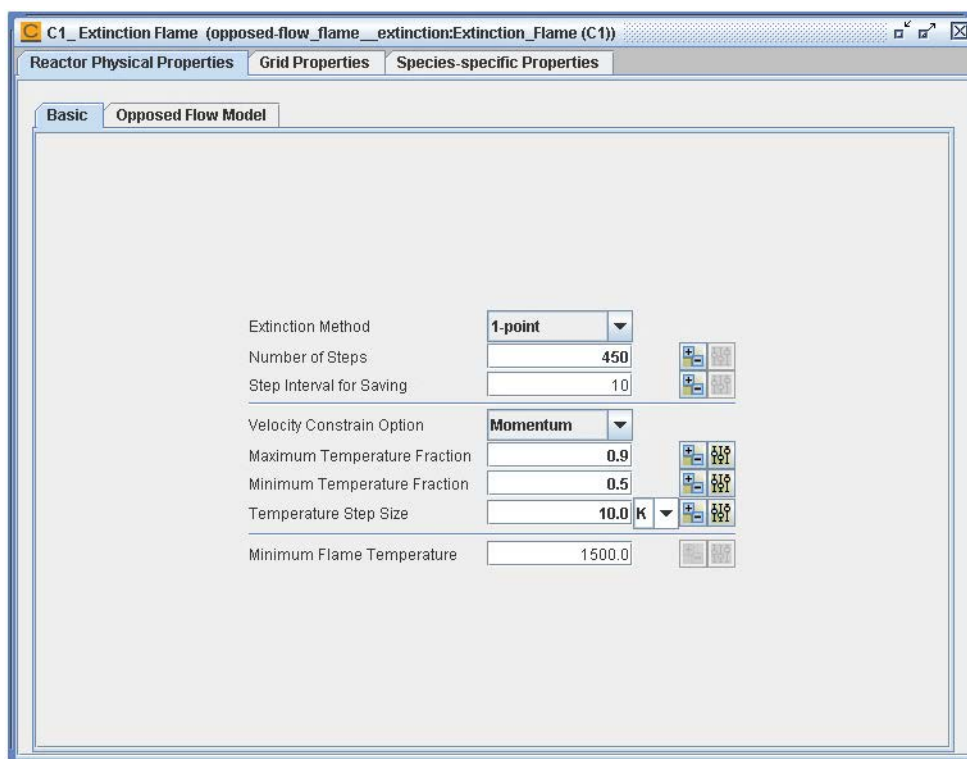 C1_ Extinction Flame (opposed-flow_flame__extinction:Extinction_Flame (C1))
Reactor Physical Properties Grid Properties Species-specific Properties
Basic Opposed Flow Model
Extinction Method 1-point
Number of Steps 450
Step Interval for Saving 10
Velocity Constrain Option Momentum
Maximum Temperature Fraction 0.9
Minimum Temperature Fraction 0.5
Temperature Step Size 10.0 K
Minimum Flame Temperature 1500.0